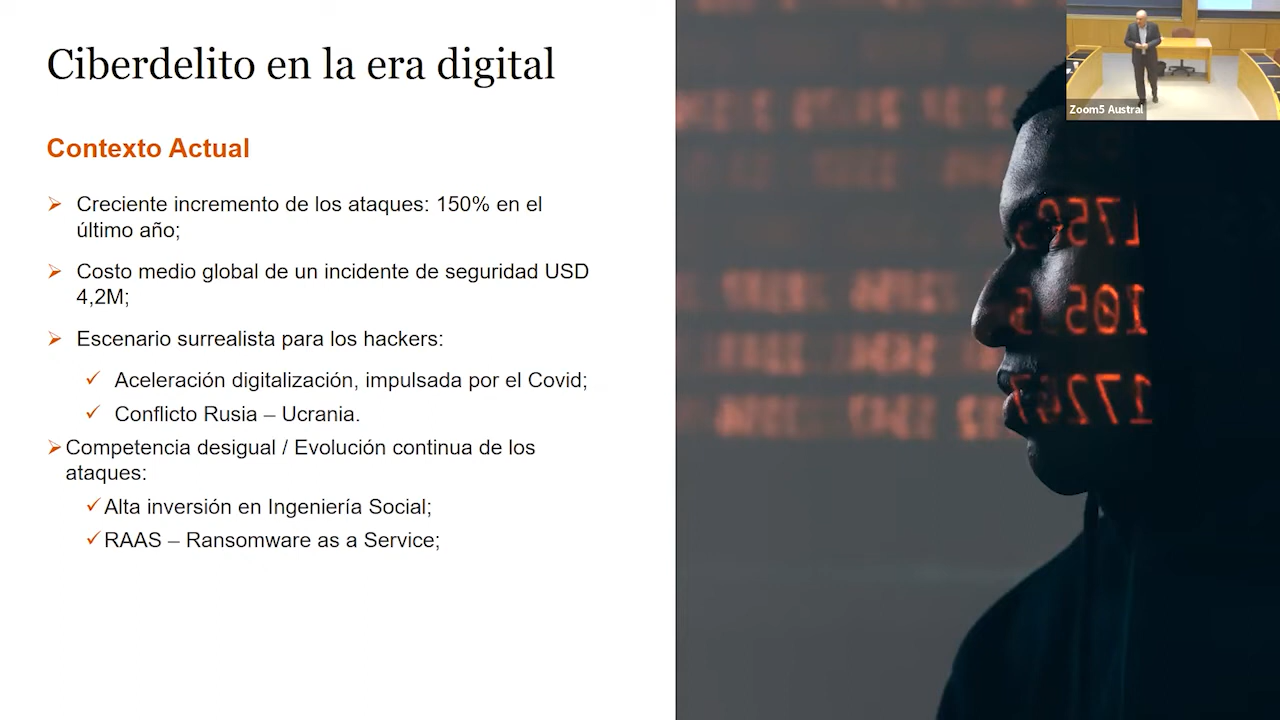 Ciberdelito en la era digital
Contexto Actual
Creciente incremento de los ataques: 150% en el
último año;
Costo medio global de un incidente de seguridad USD
4,2M;
Escenario surrealista para los hackers:
Aceleración digitalización, impulsada por el Covid;
Conflicto Rusia – Ucrania.
Competencia desigual / Evolución continua de los
ataques:
Alta inversión en Ingeniería Social;
RAAS – Ransomware as a Service;
Zoom5 Austral